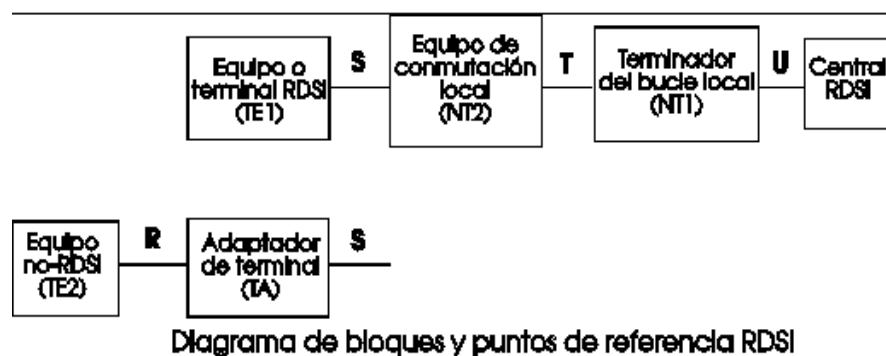 Equipo o
terminal RDSI
(TE1)
S
Equipo de
conmutación
local
(NT2)
T
Terminador
del bucle local
(NT1)
U
Central
RDSI
Equipo
no-RDSI
(TE2)
R
Adaptador
de terminal
(TA)
S
Diagrama de bloques y puntos de referencia RDSI